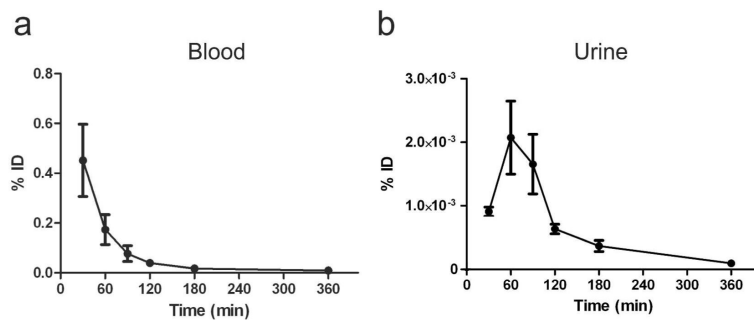 a
Blood
% ID
0.8
0.6
0.4
0.2
0.0
0 60 120 180 240 300 360
Time (min)
b
Urine
% ID
3.0×10-3
2.0×10-3
1.0×10-3
0
0 60 120 180 240 300 360
Time (min)